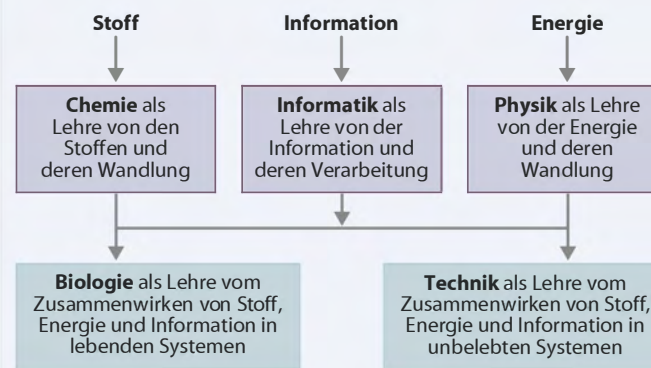 Stoff
Information
Energie
Chemie als
Lehre von den
Stoffen und
deren Wandlung
Informatik als
Lehre von der
Information und
deren Verarbeitung
Physik als Lehre
von der Energie
und deren
Wandlung
Biologie als Lehre vom
Zusammenwirken von Stoff,
Energie und Information in
lebenden Systemen
Technik als Lehre vom
Zusammenwirken von Stoff,
Energie und Information in
unbelebten Systemen